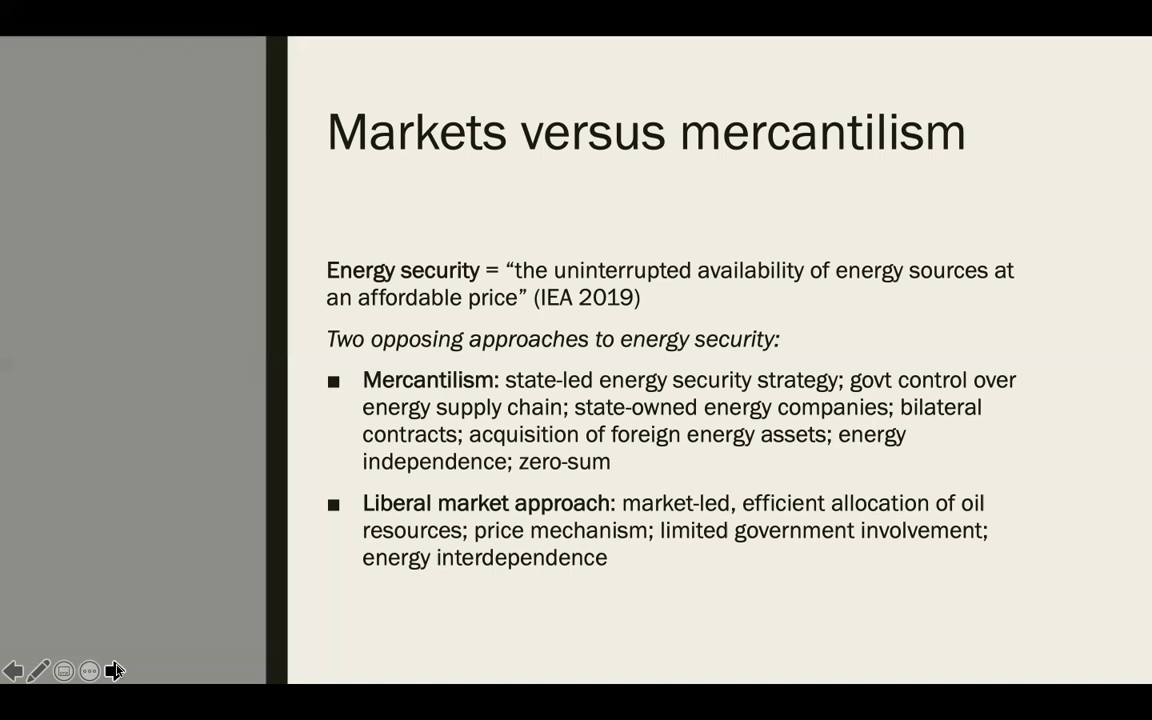 Markets versus mercantilism
Energy security = “the uninterrupted availability of energy sources at
an affordable price” (IEA 2019)
Two opposing approaches to energy security:
■ Mercantilism: state-led energy security strategy; govt control over
energy supply chain; state-owned energy companies; bilateral
contracts; acquisition of foreign energy assets; energy
independence; zero-sum
■ Liberal market approach: market-led, efficient allocation of oil
resources; price mechanism; limited government involvement;
energy interdependence